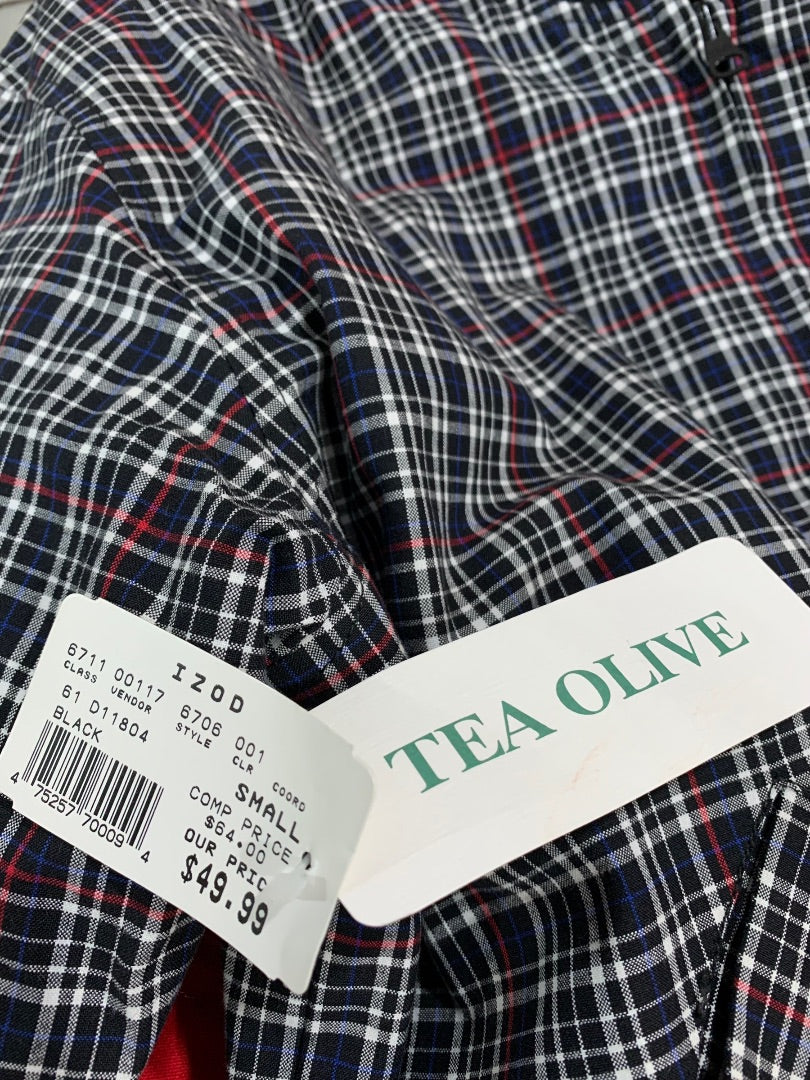 IZOD
6711 00117 6706 001
CLASS VENDOR STYLE CLR COORD
61 D11804
BLACK
SMALL
COMP PRICE
$64.00
OUR PRIC
$49.99
4 75257 70009 4
TEA OLIVE